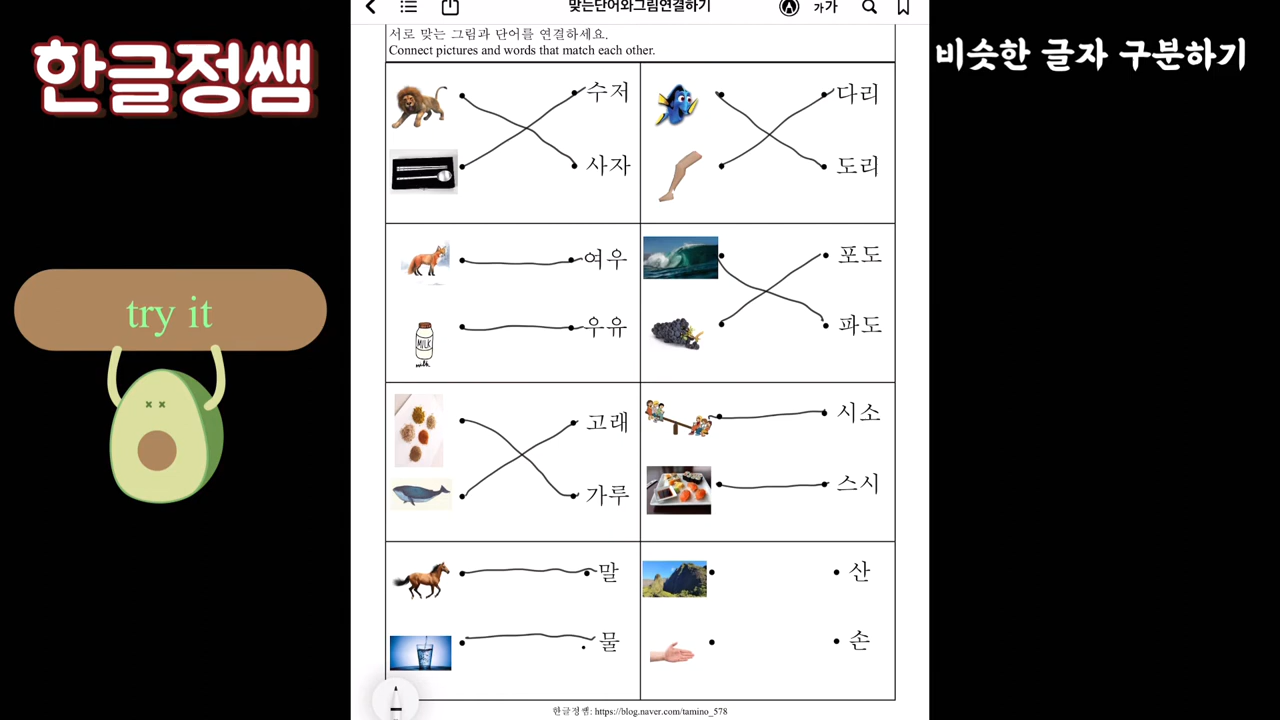 맞는단어와그림연결하기
가가
한글정쌤
비슷한 글자 구분하기
서로 맞는 그림과 단어를 연결하세요.
Connect pictures and words that match each other.
수저
사자
다리
도리
여우
우유
MILK
milk
포도
파도
고래
가루
시소
스시
말
물
산
손
try it
한글정쌤: https://blog.naver.com/tamino_578